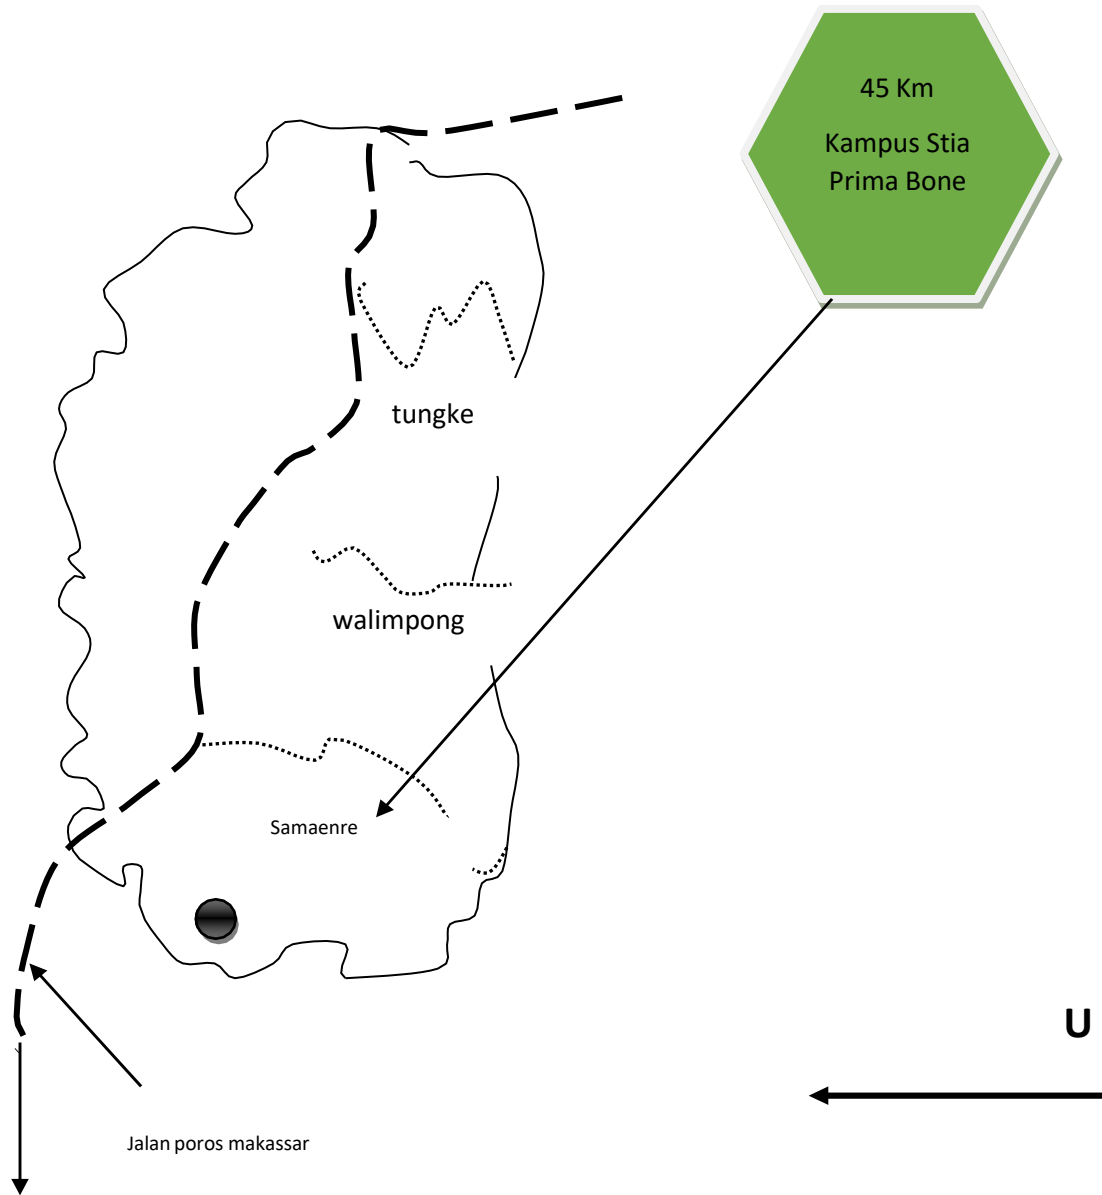 45 Km
Kampus Stia
Prima Bone
tungke
walimpong
Samaenre
U
Jalan poros makassar